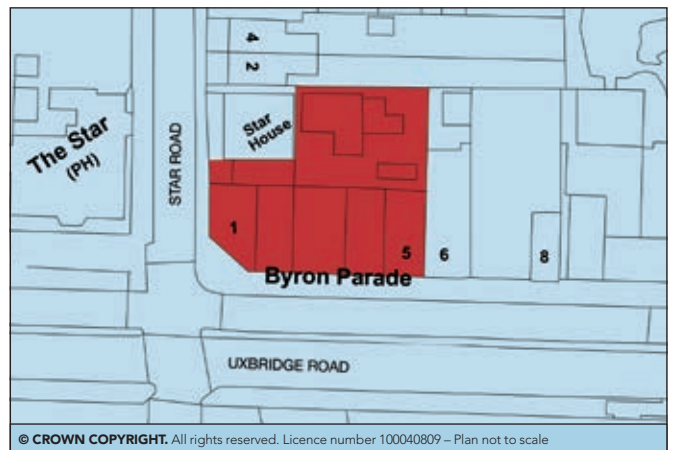 4
2
Star
House
The Star
(PH)
STAR ROAD
1
5
6
8
Byron Parade
UXBRIDGE ROAD
© CROWN COPYRIGHT. All rights reserved. Licence number 100040809 – Plan not to scale